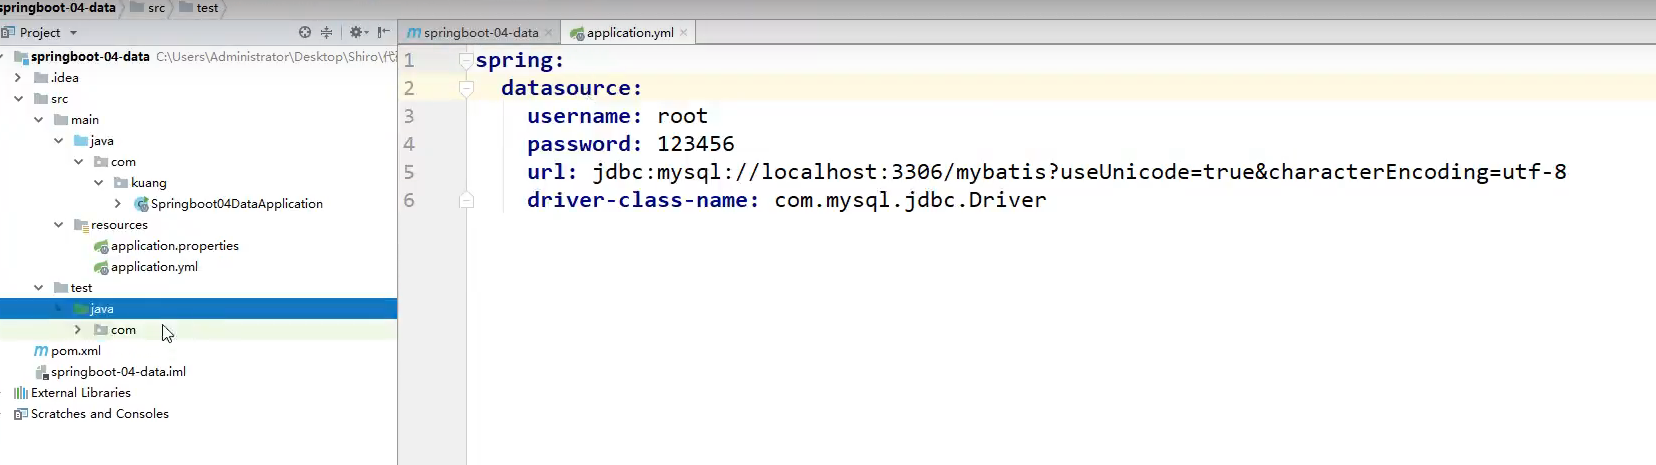 springboot-04-data src test
Project
springboot-04-data C:\Users\Administrator\Desktop\Shiro\代
.idea
src
main
java
com
kuang
Springboot04DataApplication
resources
application.properties
application.yml
test
java
com
pom.xml
springboot-04-data.iml
External Libraries
Scratches and Consoles
springboot-04-data application.yml
1 spring:
2 datasource:
3 username: root
4 password: 123456
5 url: jdbc:mysql://localhost:3306/mybatis?useUnicode=true&characterEncoding=utf-8
6 driver-class-name: com.mysql.jdbc.Driver